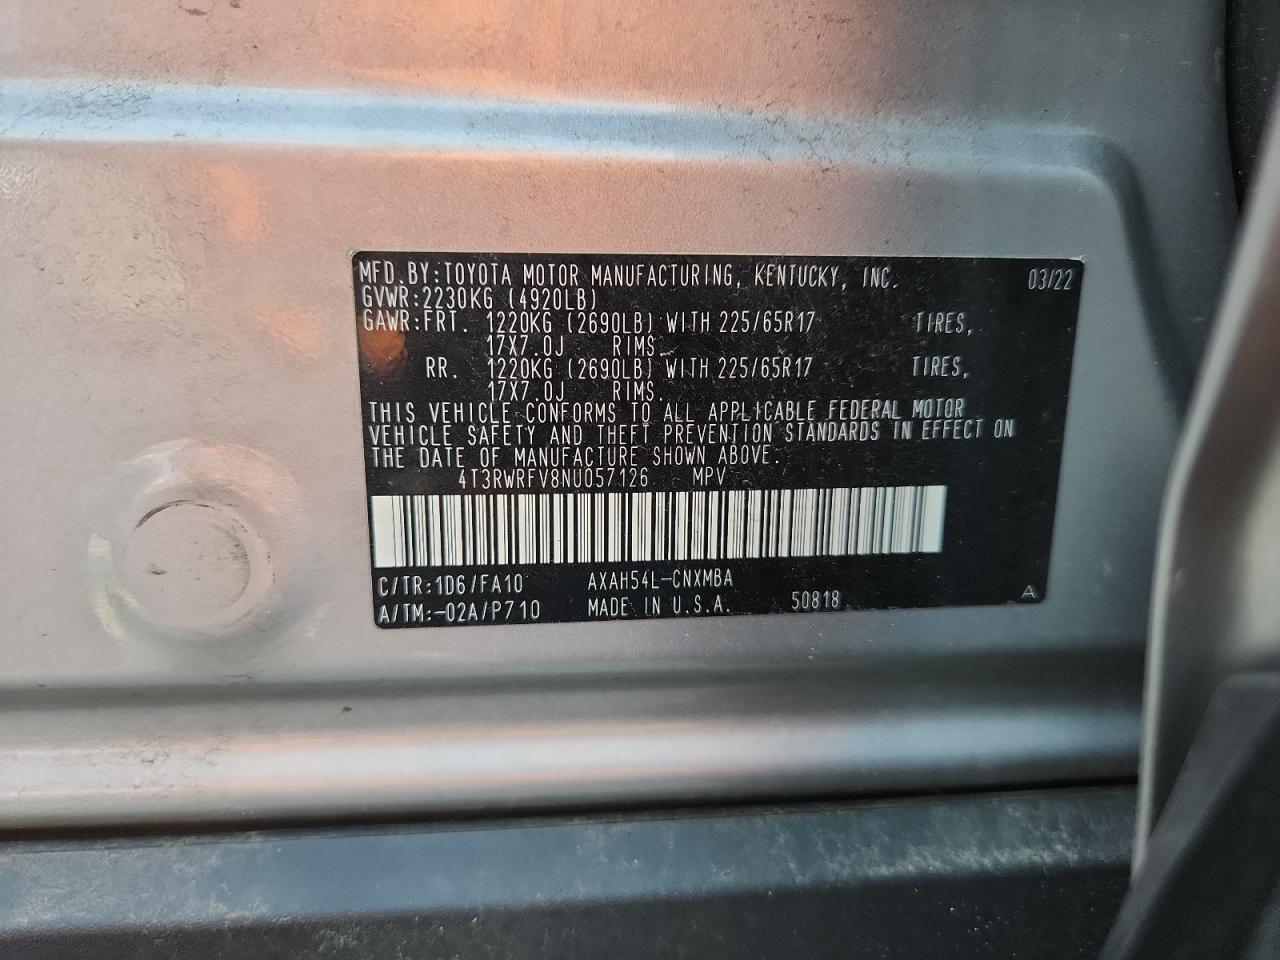 MFD.BY:TOYOTA MOTOR MANUFACTURING, KENTUCKY, INC. 03/22
GVWR:2230KG (4920LB)
GAWR:FRT. 1220KG (2690LB) WITH 225/65R17 TIRES,
17X7.0J RIMS.
RR. 1220KG (2690LB) WITH 225/65R17 TIRES,
17X7.0J RIMS.
THIS VEHICLE CONFORMS TO ALL APPLICABLE FEDERAL MOTOR
VEHICLE SAFETY AND THEFT PREVENTION STANDARDS IN EFFECT ON
THE DATE OF MANUFACTURE SHOWN ABOVE.
4T3RWRFV8NU057126 MPV
C/TR:1D6/FA10 AXAH54L-CNXMBA
A/TM:-02A/P710 MADE IN U.S.A. 50818 A